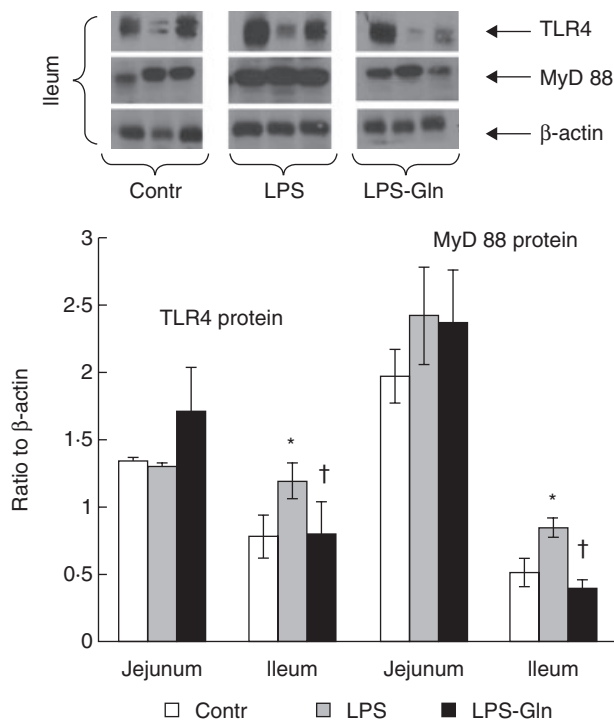 Ileum
TLR4
MyD 88
β-actin
Contr LPS LPS-Gln
3
2·5
2
1·5
1
0·5
0
Ratio to β-actin
TLR4 protein
MyD 88 protein
*
†
*
†
Jejunum Ileum Jejunum Ileum
Contr LPS LPS-Gln